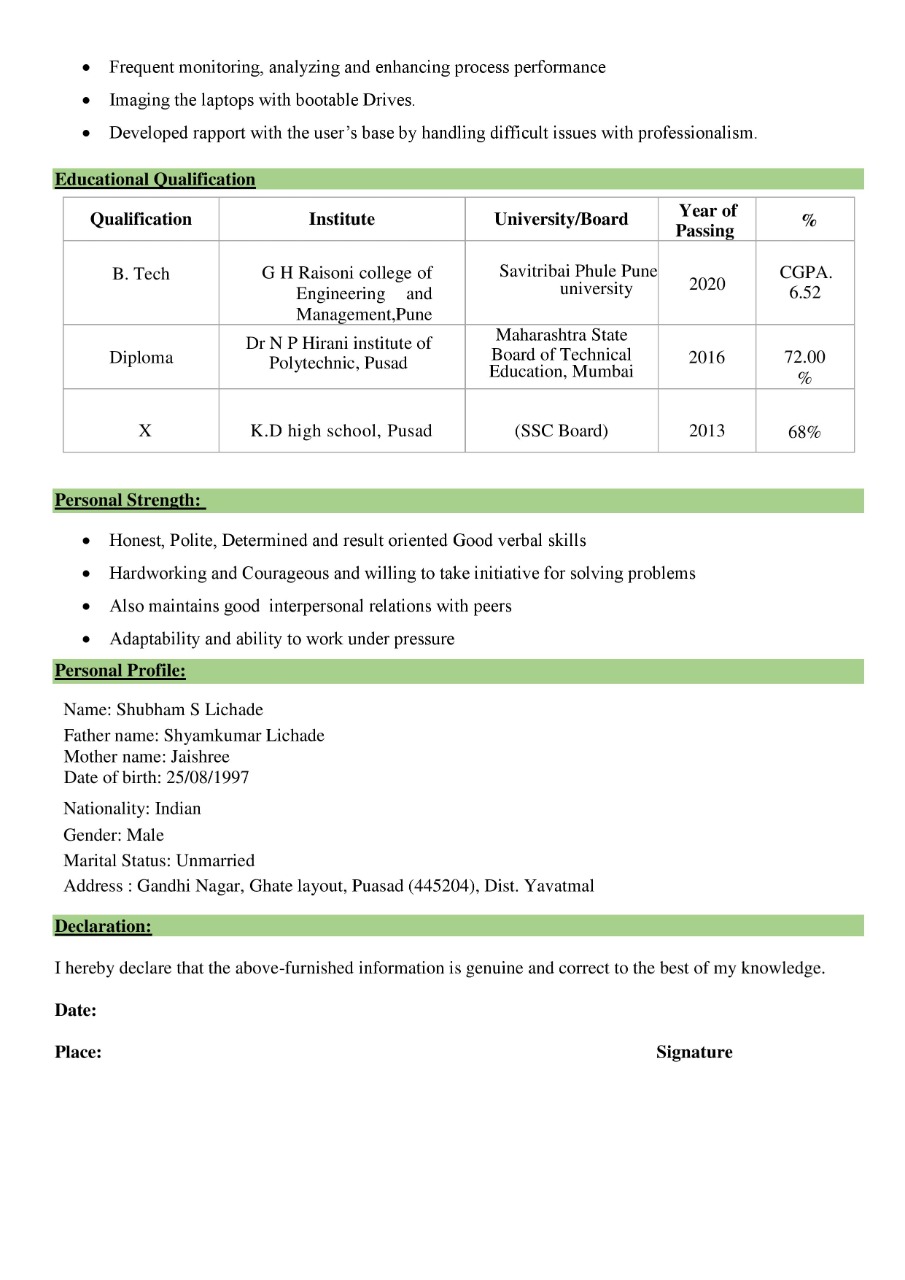 • Frequent monitoring, analyzing and enhancing process performance
• Imaging the laptops with bootable Drives.
• Developed rapport with the user’s base by handling difficult issues with professionalism.
Educational Qualification
Qualification Institute University/Board Year of Passing %
B. Tech G H Raisoni college of Engineering and Management,Pune Savitribai Phule Pune university 2020 CGPA. 6.52
Diploma Dr N P Hirani institute of Polytechnic, Pusad Maharashtra State Board of Technical Education, Mumbai 2016 72.00 %
X K.D high school, Pusad (SSC Board) 2013 68%
Personal Strength:
• Honest, Polite, Determined and result oriented Good verbal skills
• Hardworking and Courageous and willing to take initiative for solving problems
• Also maintains good  interpersonal relations with peers
• Adaptability and ability to work under pressure
Personal Profile:
Name: Shubham S Lichade
Father name: Shyamkumar Lichade
Mother name: Jaishree
Date of birth: 25/08/1997
Nationality: Indian
Gender: Male
Marital Status: Unmarried
Address : Gandhi Nagar, Ghate layout, Puasad (445204), Dist. Yavatmal
Declaration:
I hereby declare that the above-furnished information is genuine and correct to the best of my knowledge.
Date:
Place: Signature